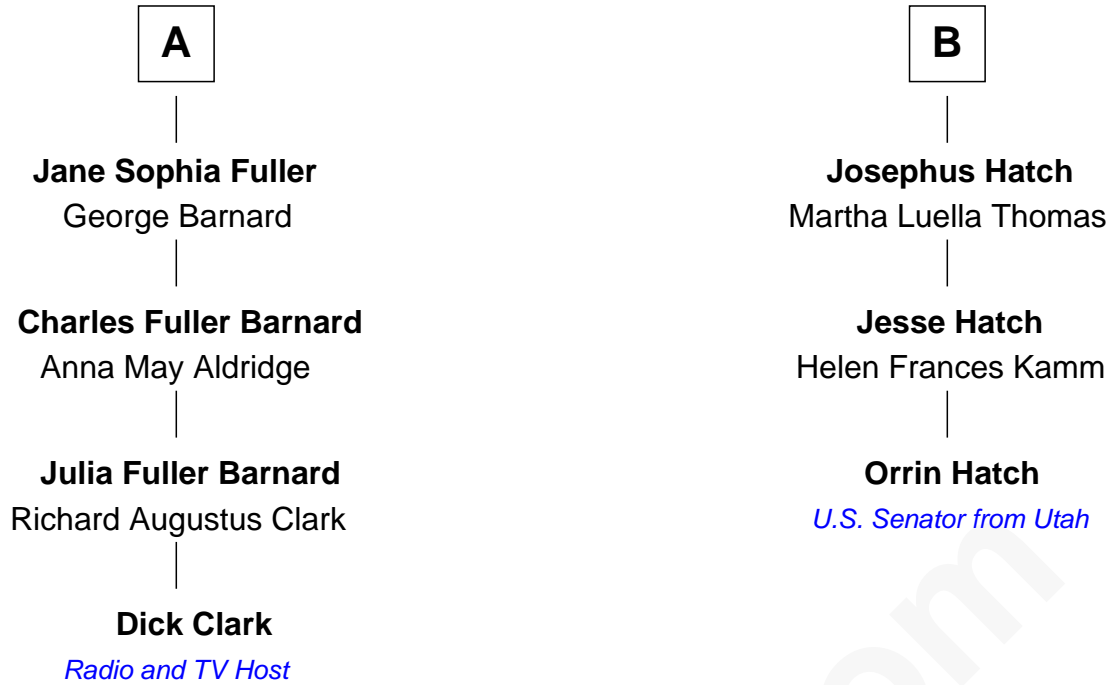 A
Jane Sophia Fuller
George Barnard
Charles Fuller Barnard
Anna May Aldridge
Julia Fuller Barnard
Richard Augustus Clark
Dick Clark
Radio and TV Host
B
Josephus Hatch
Martha Luella Thomas
Jesse Hatch
Helen Frances Kamm
Orrin Hatch
U.S. Senator from Utah
om